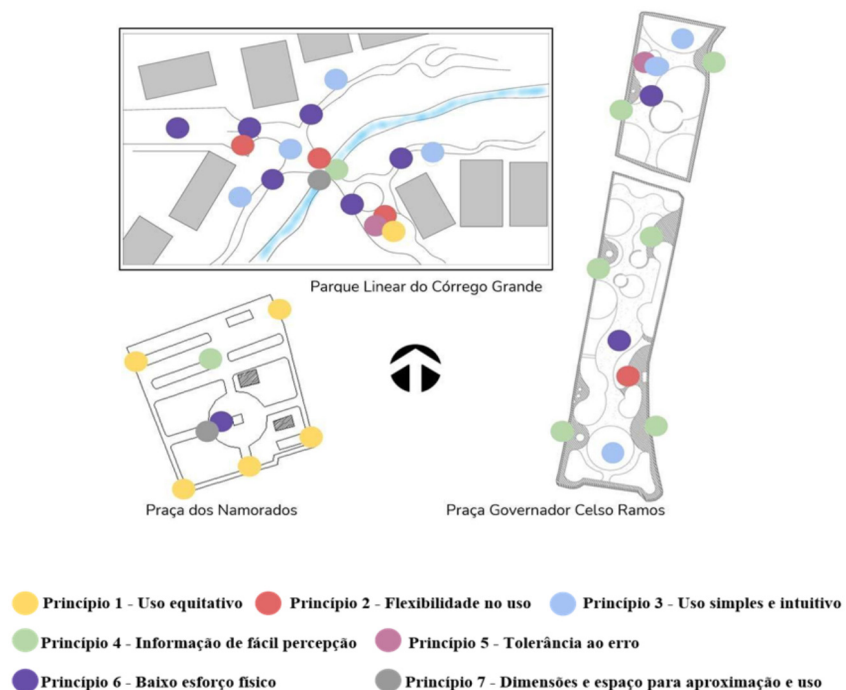 Parque Linear do Córrego Grande
Praça dos Namorados
Praça Governador Celso Ramos
Princípio 1 - Uso equitativo
Princípio 2 - Flexibilidade no uso
Princípio 3 - Uso simples e intuitivo
Princípio 4 - Informação de fácil percepção
Princípio 5 - Tolerância ao erro
Princípio 6 - Baixo esforço físico
Princípio 7 - Dimensões e espaço para aproximação e uso